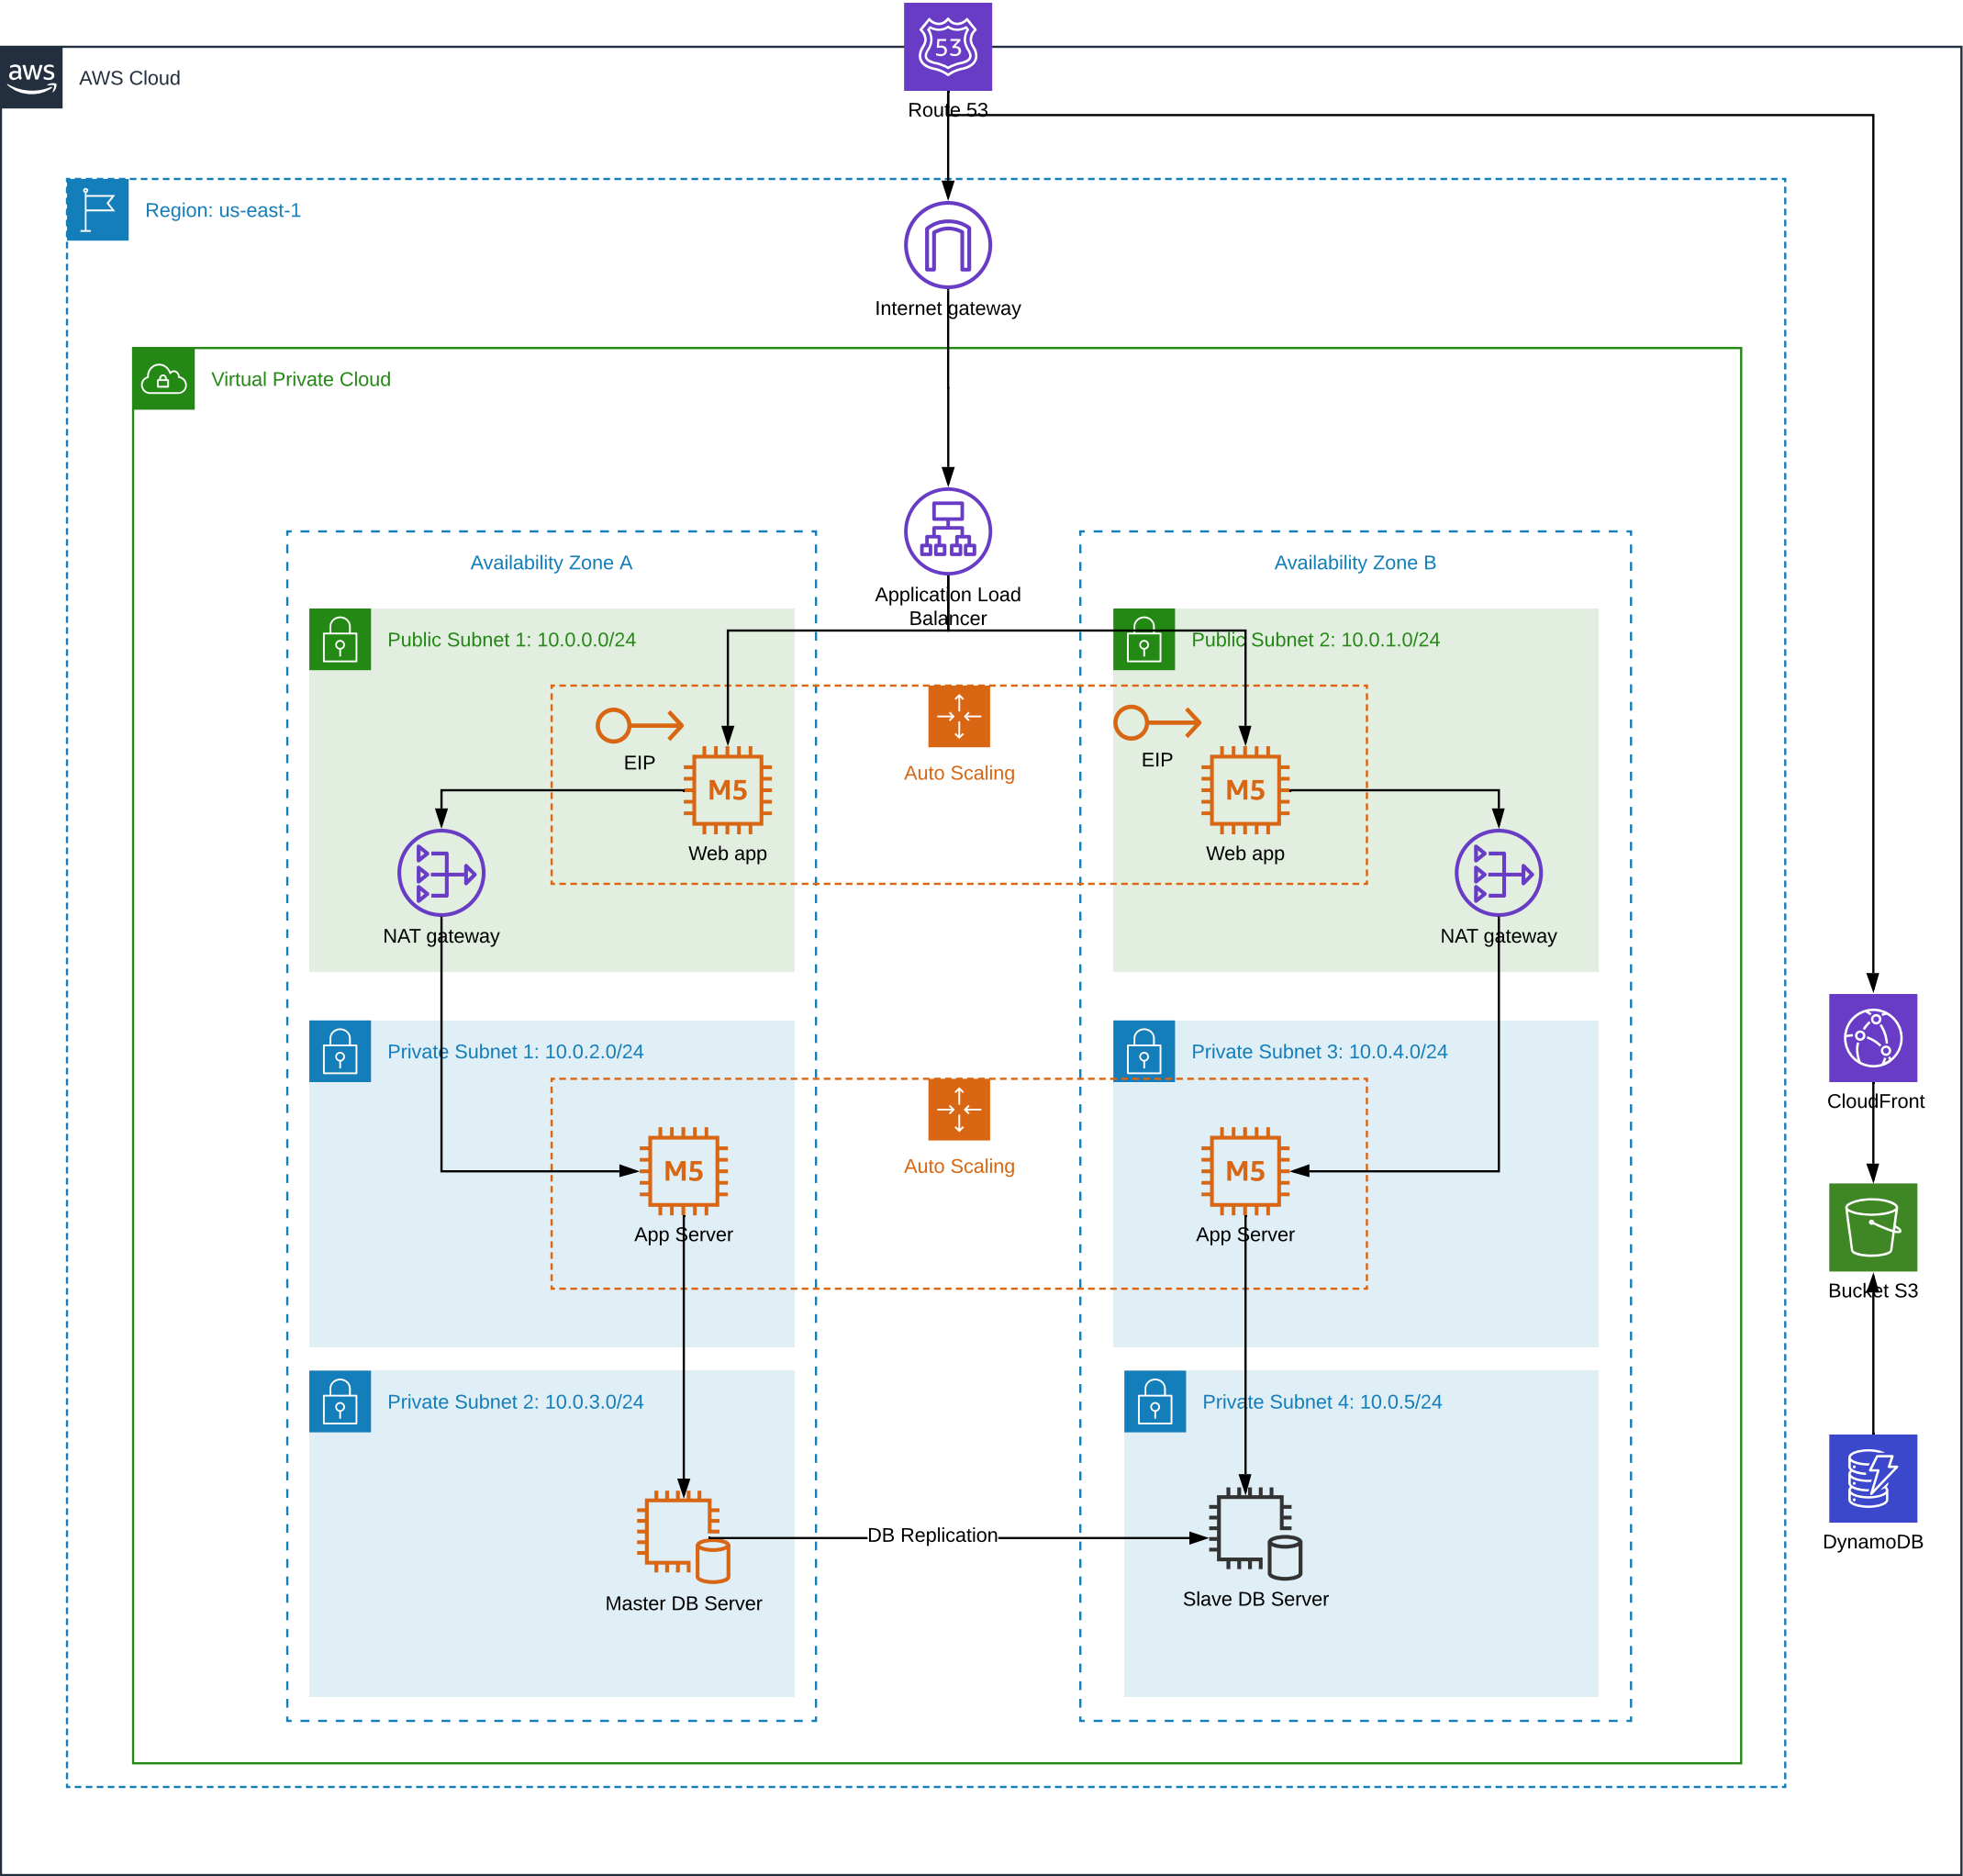 53
aws
AWS Cloud
Route 53
Region: us-east-1
Internet gateway
Virtual Private Cloud
Availability Zone A
Availability Zone B
Application Load
Balancer
Public Subnet 1: 10.0.0.0/24
Public Subnet 2: 10.0.1.0/24
EIP
EIP
Auto Scaling
M5
M5
Web app
Web app
NAT gateway
NAT gateway
Private Subnet 1: 10.0.2.0/24
Private Subnet 3: 10.0.4.0/24
CloudFront
Auto Scaling
M5
M5
App Server
App Server
Bucket S3
Private Subnet 2: 10.0.3.0/24
Private Subnet 4: 10.0.5/24
DB Replication
DynamoDB
Master DB Server
Slave DB Server